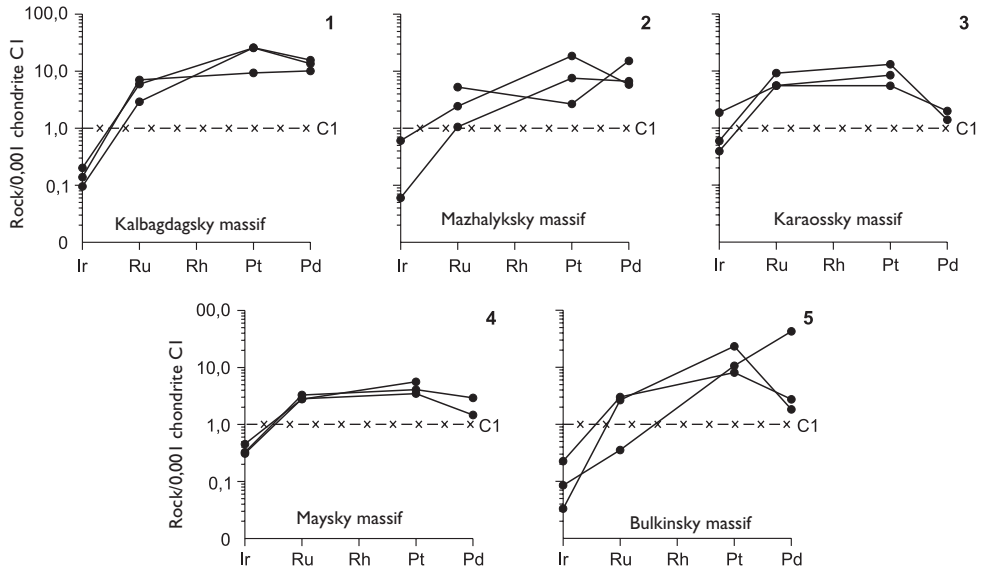 Rock/0,001 chondrite C1
100,0
10,0
1,0
0,1
0
1
C1
Kalbagdagsky massif
Ir Ru Rh Pt Pd
2
C1
Mazhalyksky massif
Ir Ru Rh Pt Pd
3
C1
Karaossky massif
Ir Ru Rh Pt Pd
Rock/0,001 chondrite C1
00,0
10,0
1,0
0,1
0
4
C1
Maysky massif
Ir Ru Rh Pt Pd
5
C1
Bulkinsky massif
Ir Ru Rh Pt Pd